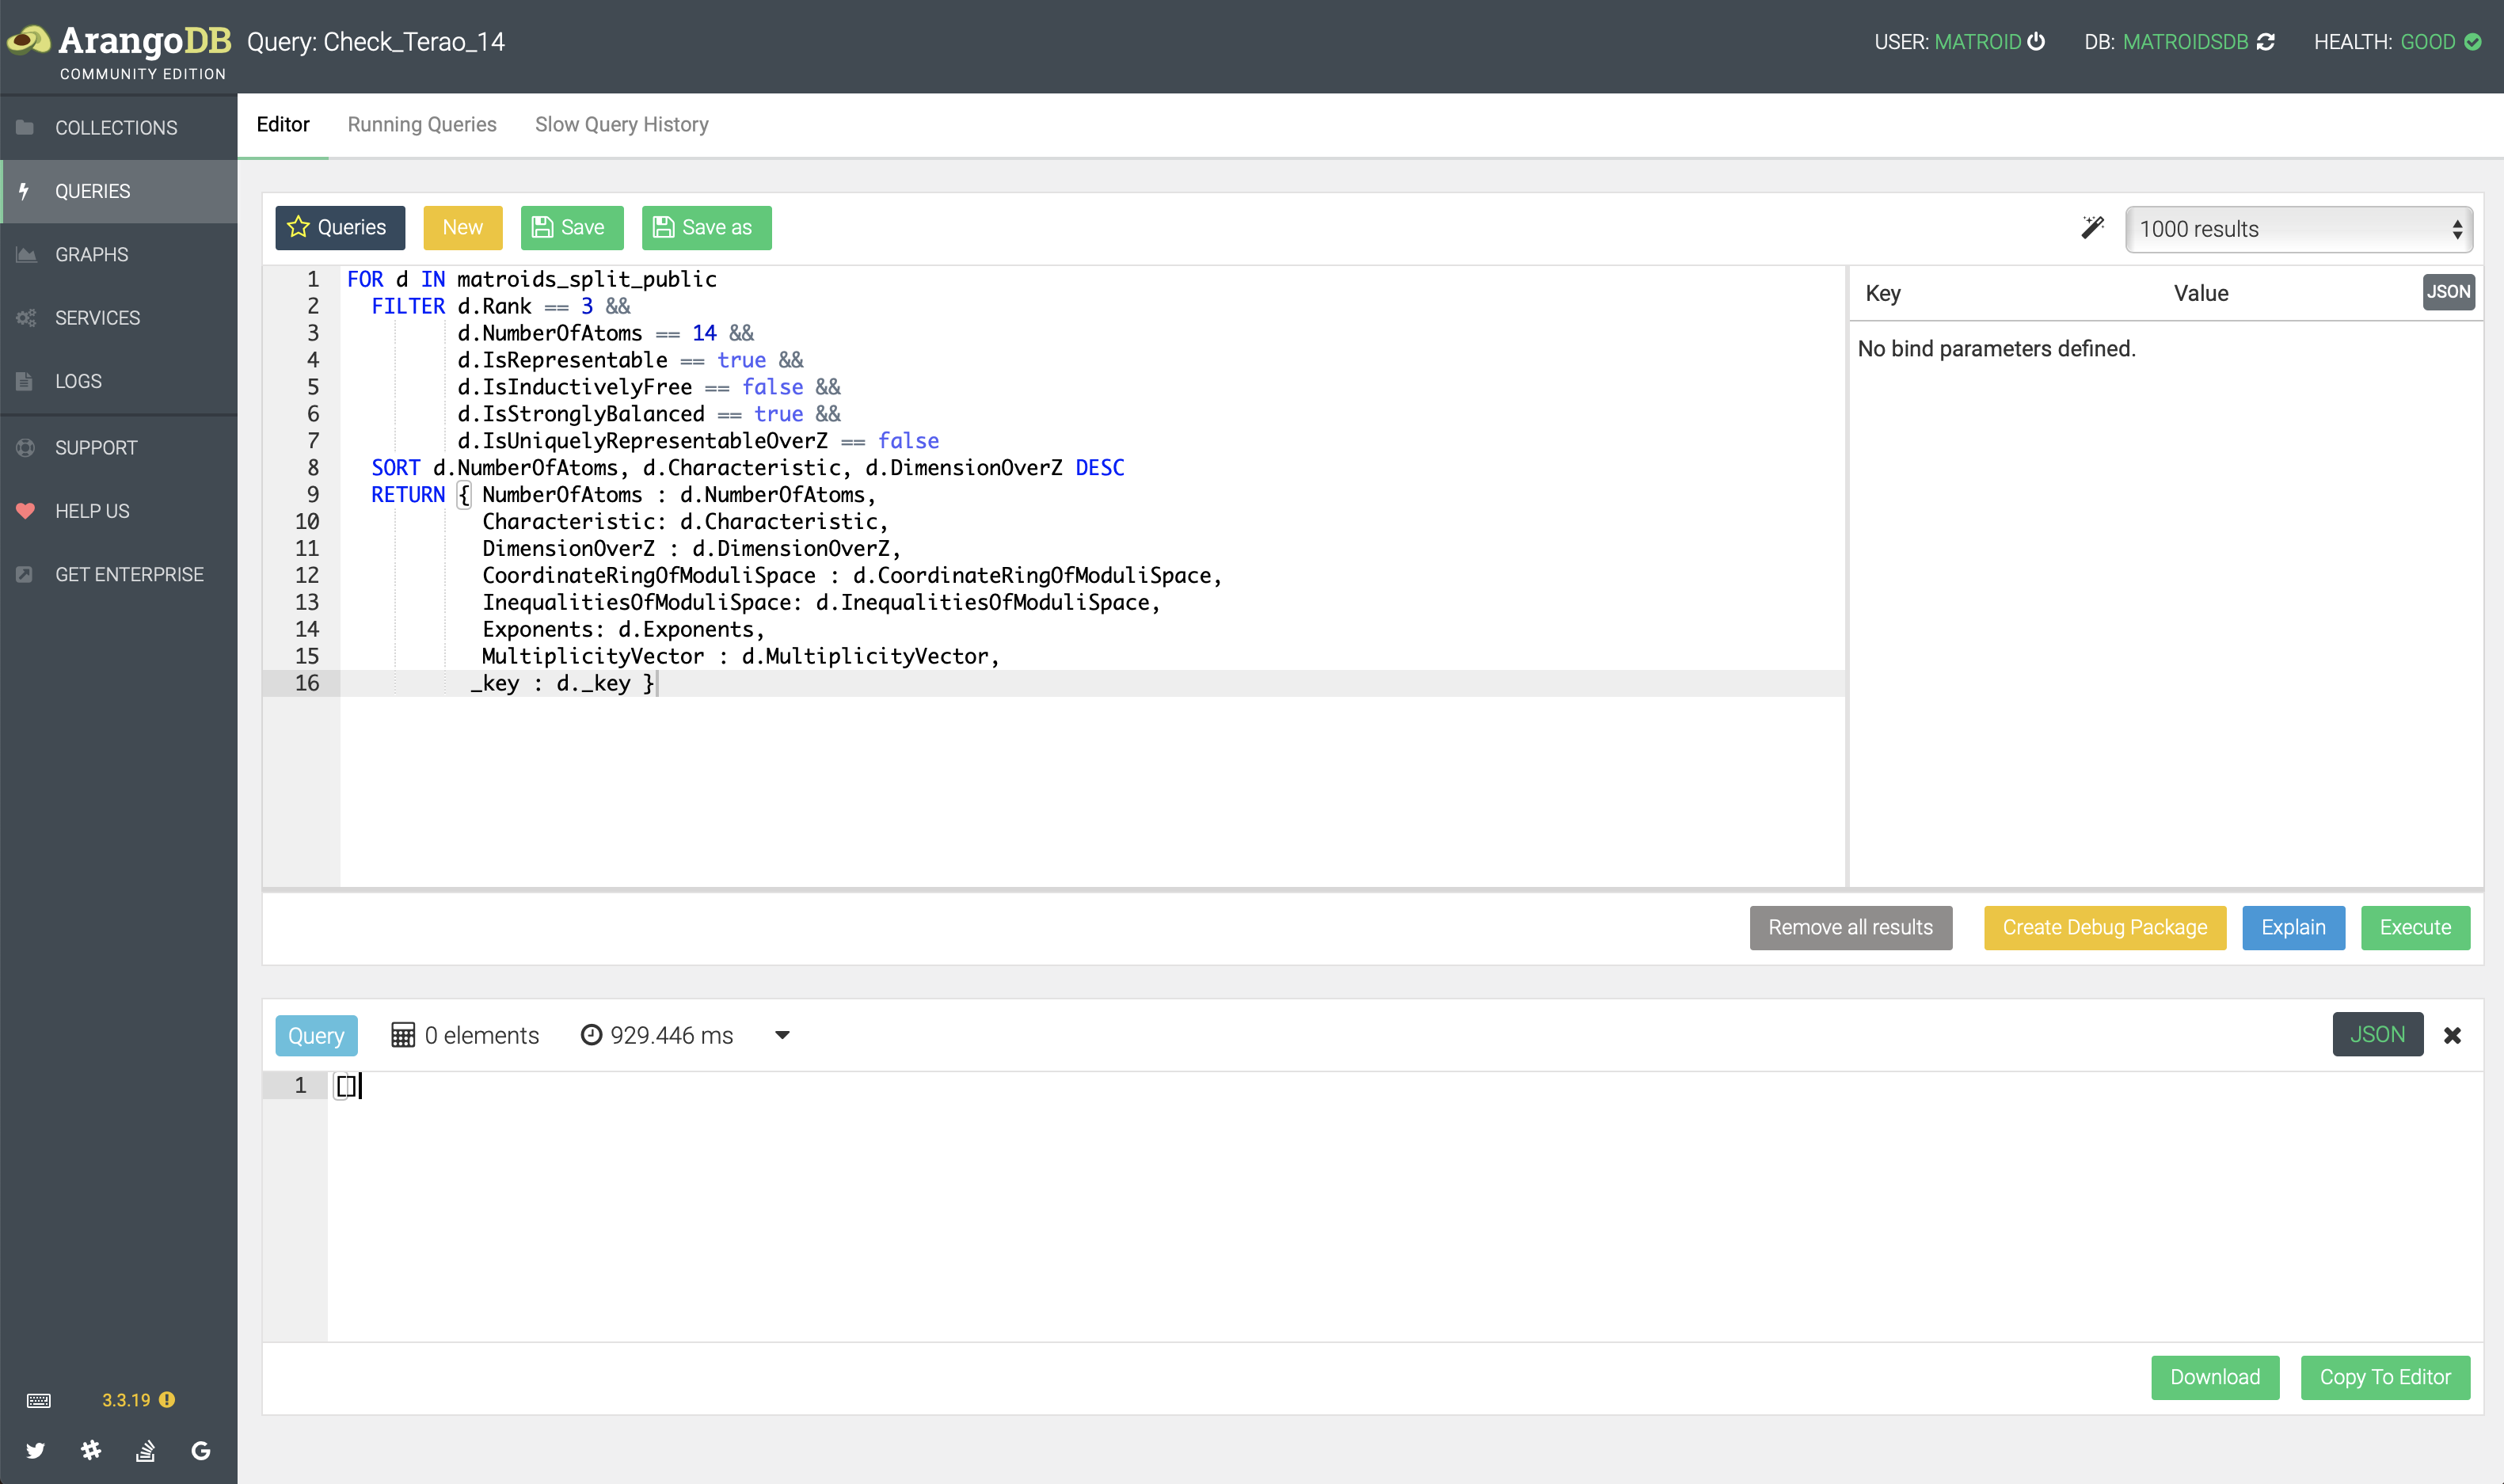 ArangoDB
COMMUNITY EDITION
Query: Check_Terao_14
USER: MATROID
DB: MATROIDSDB
HEALTH: GOOD
COLLECTIONS
QUERIES
GRAPHS
SERVICES
LOGS
SUPPORT
HELP US
GET ENTERPRISE
3.3.19
Editor
Running Queries
Slow Query History
Queries
New
Save
Save as
1000 results
1 FOR d IN matroids_split_public
2 FILTER d.Rank == 3 &&
3 d.NumberOfAtoms == 14 &&
4 d.IsRepresentable == true &&
5 d.IsInductivelyFree == false &&
6 d.IsStronglyBalanced == true &&
7 d.IsUniquelyRepresentableOverZ == false
8 SORT d.NumberOfAtoms, d.Characteristic, d.DimensionOverZ DESC
9 RETURN { NumberOfAtoms : d.NumberOfAtoms,
10 Characteristic: d.Characteristic,
11 DimensionOverZ : d.DimensionOverZ,
12 CoordinateRingOfModuliSpace : d.CoordinateRingOfModuliSpace,
13 InequalitiesOfModuliSpace: d.InequalitiesOfModuliSpace,
14 Exponents: d.Exponents,
15 MultiplicityVector : d.MultiplicityVector,
16 _key : d._key }
Key
Value
JSON
No bind parameters defined.
Remove all results
Create Debug Package
Explain
Execute
Query
0 elements
929.446 ms
JSON
1 []
Download
Copy To Editor